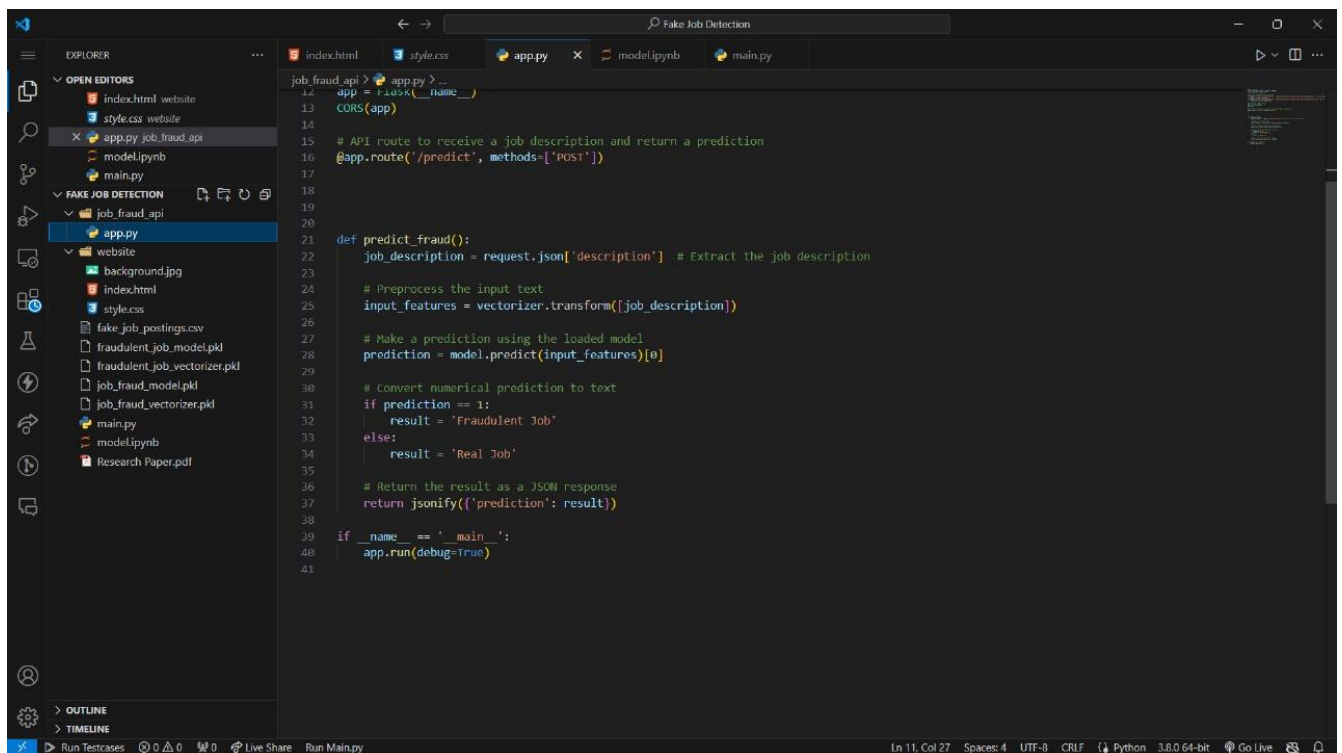 Fake Job Detection
EXPLORER
index.html
style.css
app.py
model.ipynb
main.py
OPEN EDITORS
index.html website
style.css website
app.py job_fraud_api
model.ipynb
main.py
FAKE JOB DETECTION
job_fraud_api
app.py
website
background.jpg
index.html
style.css
fake_job_postings.csv
fraudulent_job_model.pkl
fraudulent_job_vectorizer.pkl
job_fraud_model.pkl
job_fraud_vectorizer.pkl
main.py
model.ipynb
Research Paper.pdf
OUTLINE
TIMELINE
job_fraud_api > app.py > ...
12 app = Flask(__name__)
13 CORS(app)
14
15 # API route to receive a job description and return a prediction
16 @app.route('/predict', methods=['POST'])
17
18
19
20
21 def predict_fraud():
22 job_description = request.json['description'] # Extract the job description
23
24 # Preprocess the input text
25 input_features = vectorizer.transform([job_description])
26
27 # Make a prediction using the loaded model
28 prediction = model.predict(input_features)[0]
29
30 # Convert numerical prediction to text
31 if prediction == 1:
32 result = 'Fraudulent Job'
33 else:
34 result = 'Real Job'
35
36 # Return the result as a JSON response
37 return jsonify({'prediction': result})
38
39 if __name__ == '__main__':
40 app.run(debug=True)
41
Run Testcases 0 0 0 Live Share Run Main.py Ln 11, Col 27 Spaces: 4 UTF-8 CRLF Python 3.8.0 64-bit Go Live